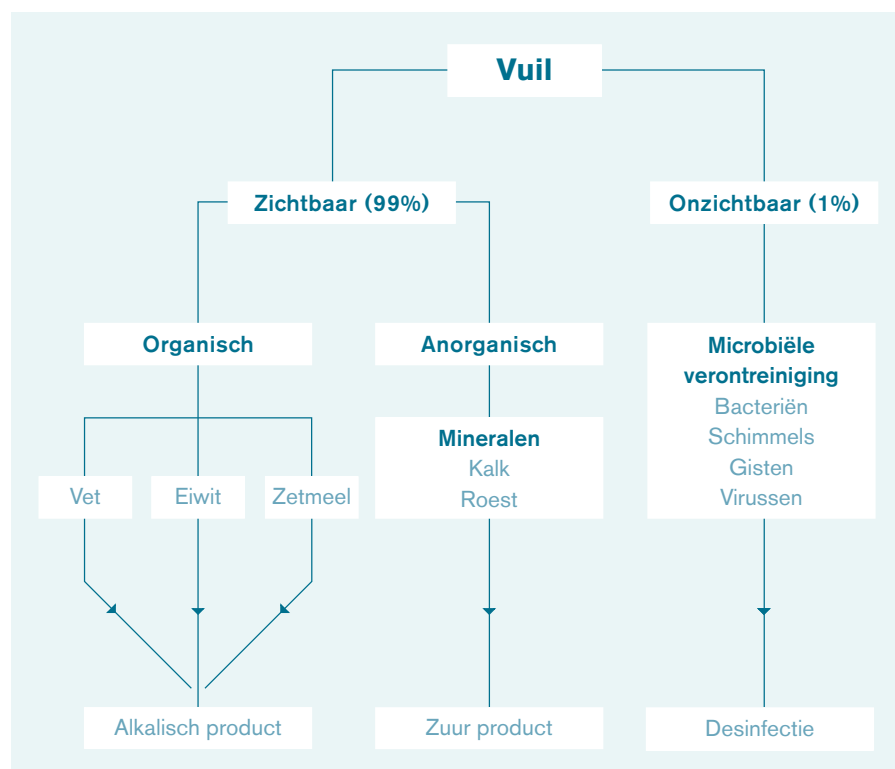 Vuil
Zichtbaar (99%)
Onzichtbaar (1%)
Organisch
Anorganisch
Microbiële
verontreiniging
Bacteriën
Schimmels
Gisten
Virussen
Mineralen
Kalk
Roest
Vet
Eiwit
Zetmeel
Alkalisch product
Zuur product
Desinfectie